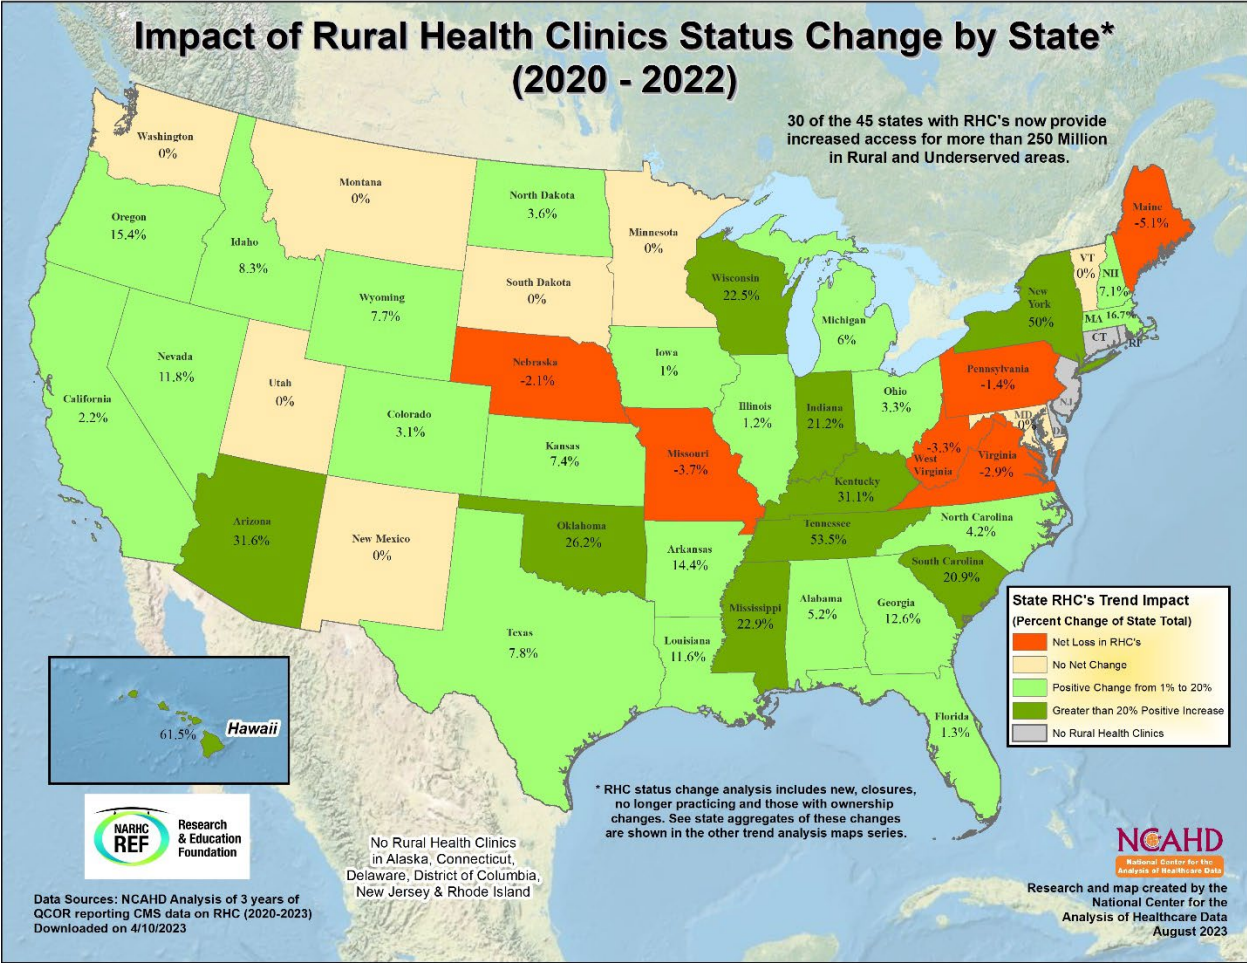 Impact of Rural Health Clinics Status Change by State*
(2020 - 2022)
30 of the 45 states with RHC's now provide
increased access for more than 250 Million
in Rural and Underserved areas.
Washington
0%
Montana
0%
North Dakota
3.6%
Minnesota
0%
Maine
-5.1%
Oregon
15.4%
Idaho
8.3%
Wyoming
7.7%
South Dakota
0%
Wisconsin
22.5%
Michigan
6%
New
York
50%
VT
0%
NH
7.1%
MA 16.7%
CT
RI
Nevada
11.8%
California
2.2%
Utah
0%
Colorado
3.1%
Nebraska
-2.1%
Iowa
1%
Illinois
1.2%
Indiana
21.2%
Ohio
3.3%
Pennsylvania
-1.4%
NJ
MD
0%
DE
Kansas
7.4%
Missouri
-3.7%
Kentucky
31.1%
-3.3%
West
Virginia
Virginia
-2.9%
Arizona
31.6%
New Mexico
0%
Oklahoma
26.2%
Arkansas
14.4%
Tennessee
53.5%
North Carolina
4.2%
South Carolina
20.9%
Texas
7.8%
Louisiana
11.6%
Mississippi
22.9%
Alabama
5.2%
Georgia
12.6%
Florida
1.3%
State RHC's Trend Impact
(Percent Change of State Total)
Net Loss in RHC's
No Net Change
Positive Change from 1% to 20%
Greater than 20% Positive Increase
No Rural Health Clinics
Hawaii
61.5%
* RHC status change analysis includes new, closures,
no longer practicing and those with ownership
changes. See state aggregates of these changes
are shown in the other trend analysis maps series.
NARHC
REF
Research
& Education
Foundation
No Rural Health Clinics
in Alaska, Connecticut,
Delaware, District of Columbia,
New Jersey & Rhode Island
Data Sources: NCAHD Analysis of 3 years of
QCOR reporting CMS data on RHC (2020-2023)
Downloaded on 4/10/2023
NCAHD
National Center for the
Analysis of Healthcare Data
Research and map created by the
National Center for the
Analysis of Healthcare Data
August 2023